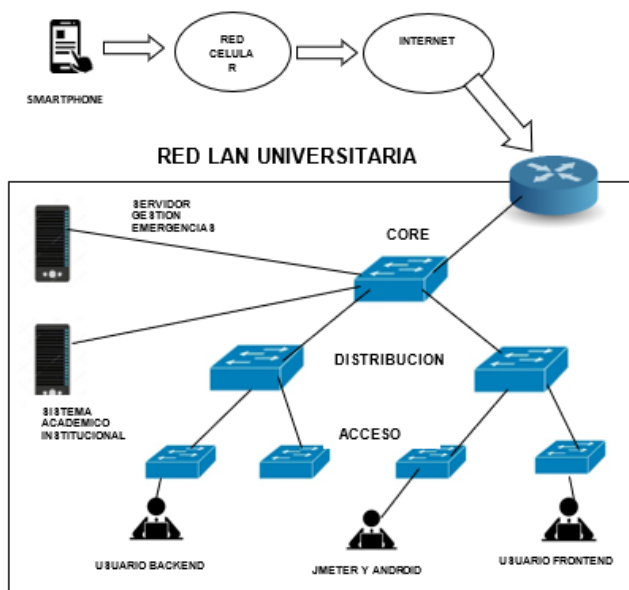 RED
CELULA
R
INTERNET
SMARTPHONE
RED LAN UNIVERSITARIA
SERVIDOR
GESTION
EMERGENCIAS
CORE
DISTRIBUCION
SISTEMA
ACADEMICO
INSTITUCIONAL
ACCESO
USUARIO BACKEND
JMETER Y ANDROID
USUARIO FRONTEND